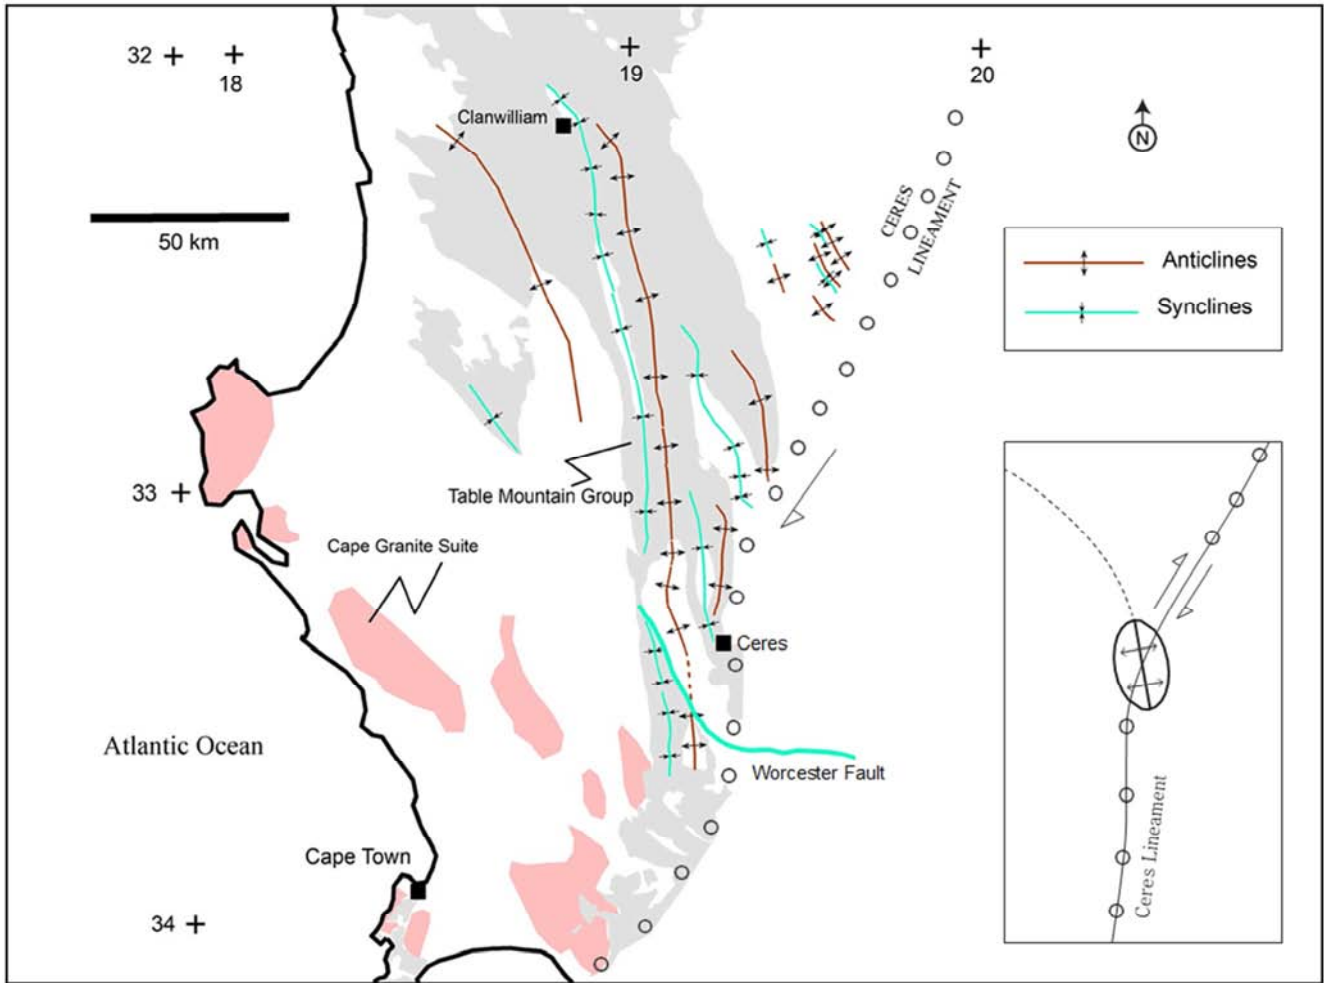 32
18
19
20
Clanwilliam
N
CERES
LINEAMENT
50 km
Anticlines
Synclines
33
Table Mountain Group
Cape Granite Suite
Ceres
Atlantic Ocean
Worcester Fault
Cape Town
34
Ceres Lineament